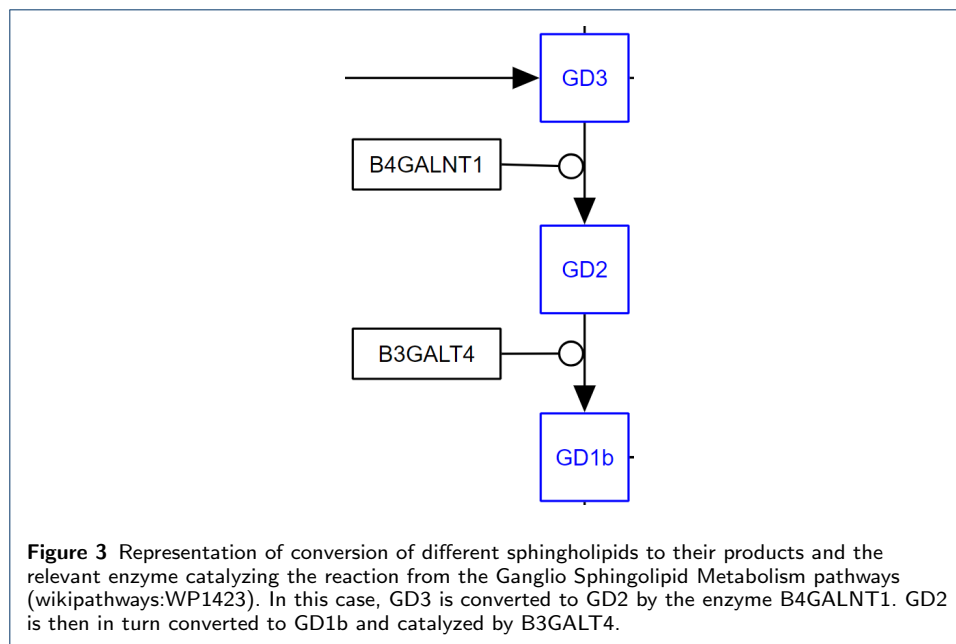 GD3
B4GALNT1
GD2
B3GALT4
GD1b
Figure 3 Representation of conversion of different sphingholipids to their products and the
relevant enzyme catalyzing the reaction from the Ganglio Sphingolipid Metabolism pathways
(wikipathways:WP1423). In this case, GD3 is converted to GD2 by the enzyme B4GALNT1. GD2
is then in turn converted to GD1b and catalyzed by B3GALT4.